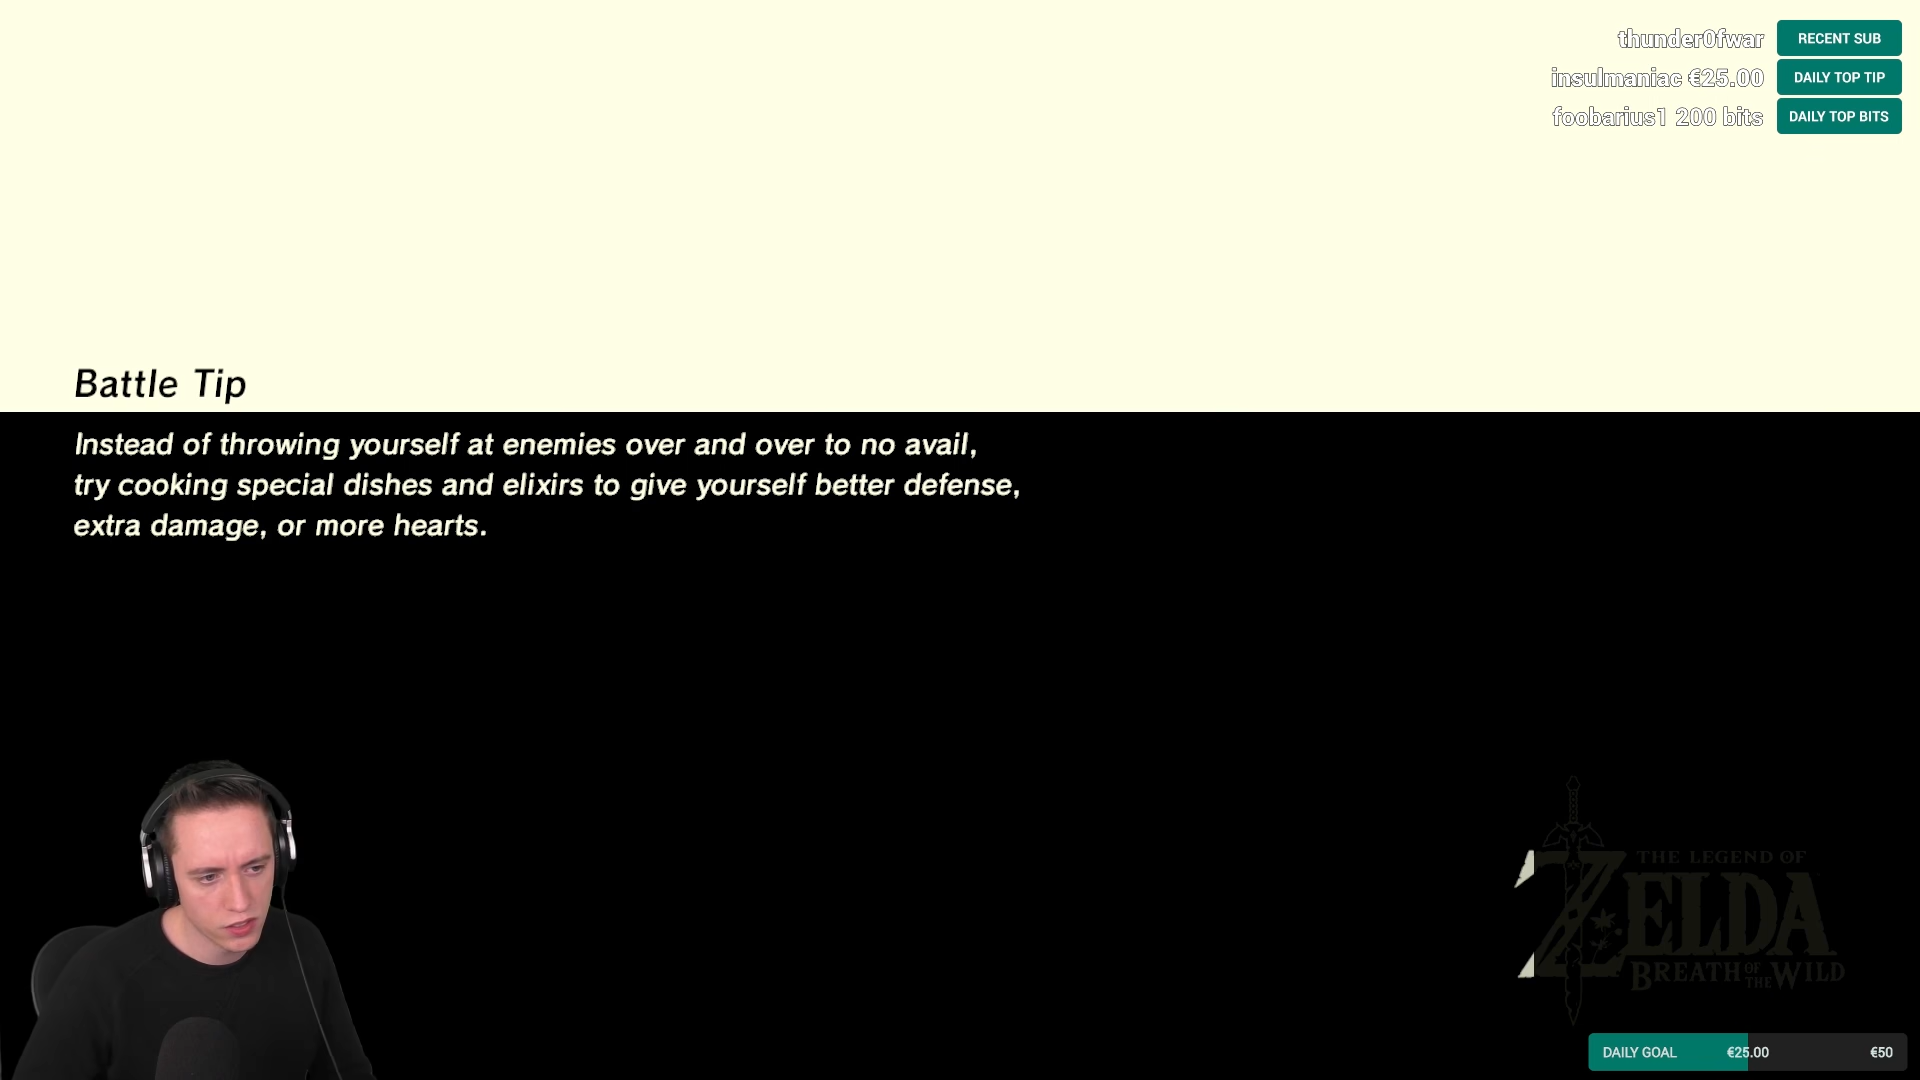 thunder0fwar RECENT SUB
insulmaniac €25.00 DAILY TOP TIP
foobarius1 200 bits DAILY TOP BITS
Battle Tip
Instead of throwing yourself at enemies over and over to no avail,
try cooking special dishes and elixirs to give yourself better defense,
extra damage, or more hearts.
THE LEGEND OF
ZELDA
BREATH OF THE WILD
DAILY GOAL €25.00 €50